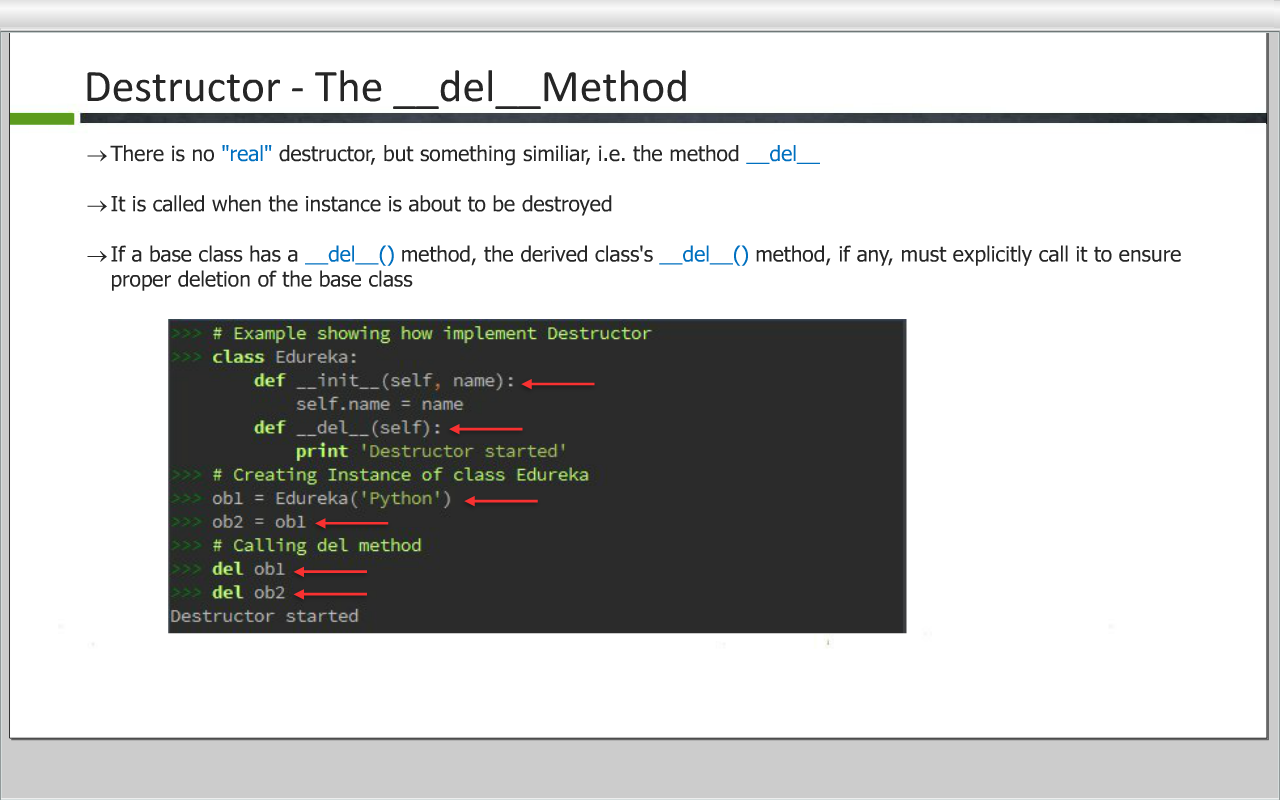 Destructor - The __del__Method
→There is no "real" destructor, but something similiar, i.e. the method __del__
→It is called when the instance is about to be destroyed
→If a base class has a __del__() method, the derived class's __del__() method, if any, must explicitly call it to ensure
proper deletion of the base class
>>> # Example showing how implement Destructor
>>> class Edureka:
        def __init__(self, name):
            self.name = name
        def __del__(self):
            print 'Destructor started'
>>> # Creating Instance of class Edureka
>>> ob1 = Edureka('Python')
>>> ob2 = ob1
>>> # Calling del method
>>> del ob1
>>> del ob2
Destructor started